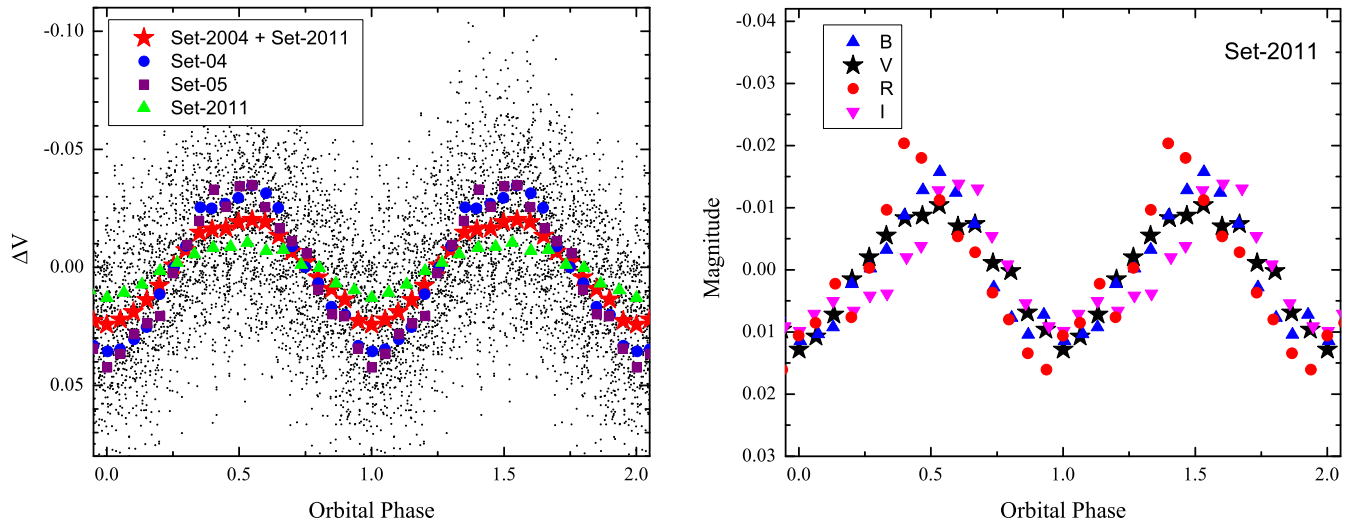 -0.10
-0.05
0.00
0.05
ΔV
Set-2004 + Set-2011
Set-04
Set-05
Set-2011
0.0
0.5
1.0
1.5
2.0
Orbital Phase
-0.04
-0.03
-0.02
-0.01
0.00
0.01
0.02
0.03
Magnitude
B
V
R
I
Set-2011
0.0
0.5
1.0
1.5
2.0
Orbital Phase